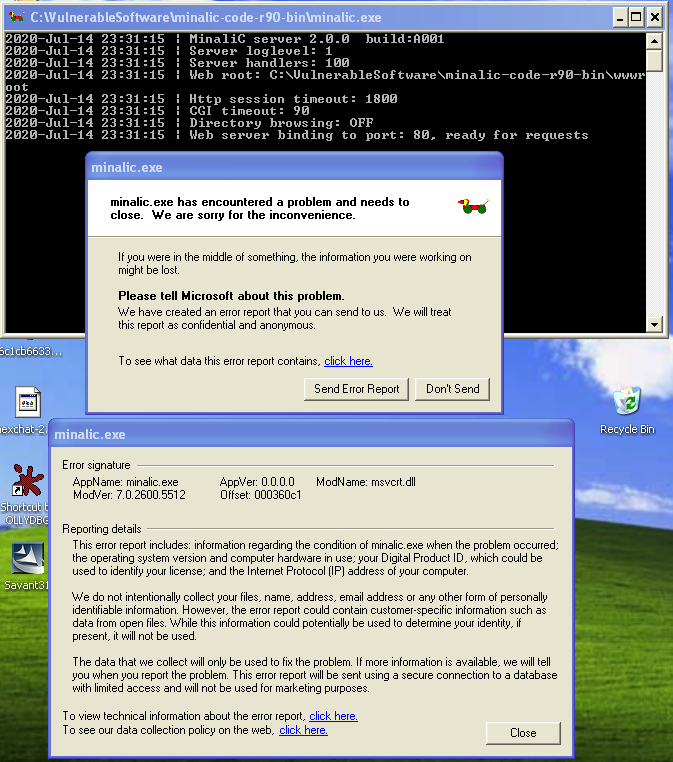 C:\VulnerableSoftware\minalic-code-r90-bin\minalic.exe
2020-Jul-14 23:31:15 ¦ MinaliC server 2.0.0  build:A001
2020-Jul-14 23:31:15 ¦ Server loglevel: 1
2020-Jul-14 23:31:15 ¦ Server handlers: 100
2020-Jul-14 23:31:15 ¦ Web root: C:\VulnerableSoftware\minalic-code-r90-bin\wwwr
oot
2020-Jul-14 23:31:15 ¦ Http session timeout: 1800
2020-Jul-14 23:31:15 ¦ CGI timeout: 90
2020-Jul-14 23:31:15 ¦ Directory browsing: OFF
2020-Jul-14 23:31:15 ¦ Web server binding to port: 80, ready for requests
minalic.exe
minalic.exe has encountered a problem and needs to
close.  We are sorry for the inconvenience.
If you were in the middle of something, the information you were working on
might be lost.
Please tell Microsoft about this problem.
We have created an error report that you can send to us.  We will treat
this report as confidential and anonymous.
To see what data this error report contains, click here.
Send Error Report
Don't Send
6c1cb6633...
hexchat-2.
Recycle Bin
Shortcut t
OLLYDBG
Savant31
minalic.exe
Error signature
AppName: minalic.exe AppVer: 0.0.0.0 ModName: msvcrt.dll
ModVer: 7.0.2600.5512 Offset: 000360c1
Reporting details
This error report includes: information regarding the condition of minalic.exe when the problem occurred;
the operating system version and computer hardware in use; your Digital Product ID, which could be
used to identify your license; and the Internet Protocol (IP) address of your computer.
We do not intentionally collect your files, name, address, email address or any other form of personally
identifiable information. However, the error report could contain customer-specific information such as
data from open files. While this information could potentially be used to determine your identity, if
present, it will not be used.
The data that we collect will only be used to fix the problem. If more information is available, we will tell
you when you report the problem. This error report will be sent using a secure connection to a database
with limited access and will not be used for marketing purposes.
To view technical information about the error report, click here.
To see our data collection policy on the web, click here.
Close